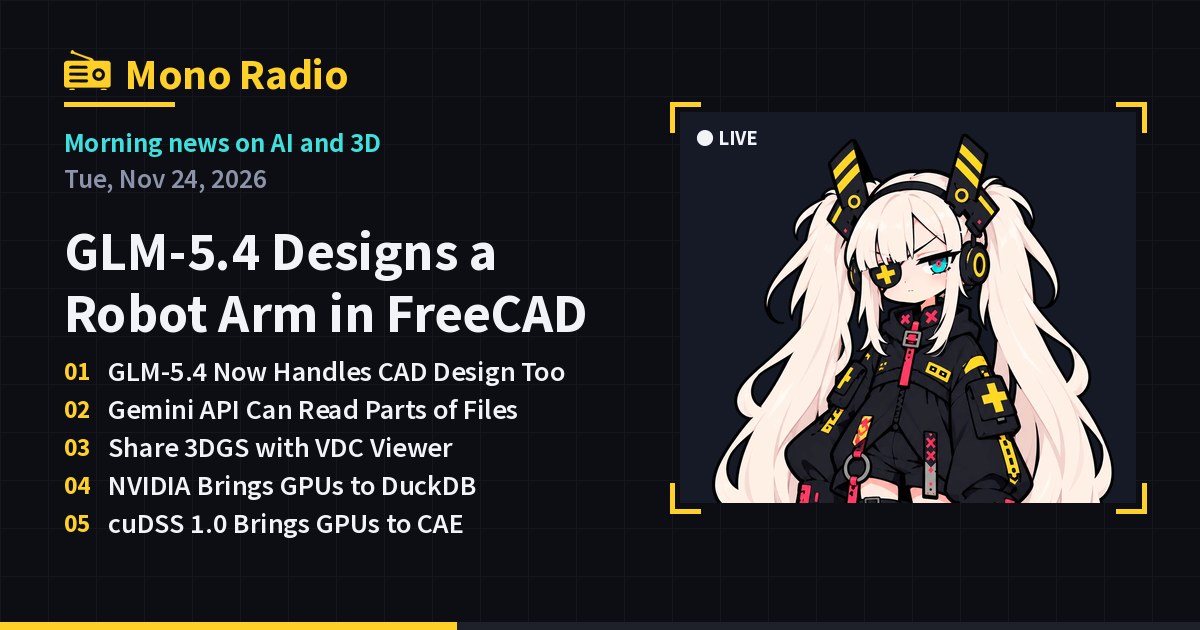 Mono Radio
Morning news on AI and 3D
Tue, Nov 24, 2026
GLM-5.4 Designs a
Robot Arm in FreeCAD
01 GLM-5.4 Now Handles CAD Design Too
02 Gemini API Can Read Parts of Files
03 Share 3DGS with VDC Viewer
04 NVIDIA Brings GPUs to DuckDB
05 cuDSS 1.0 Brings GPUs to CAE
LIVE